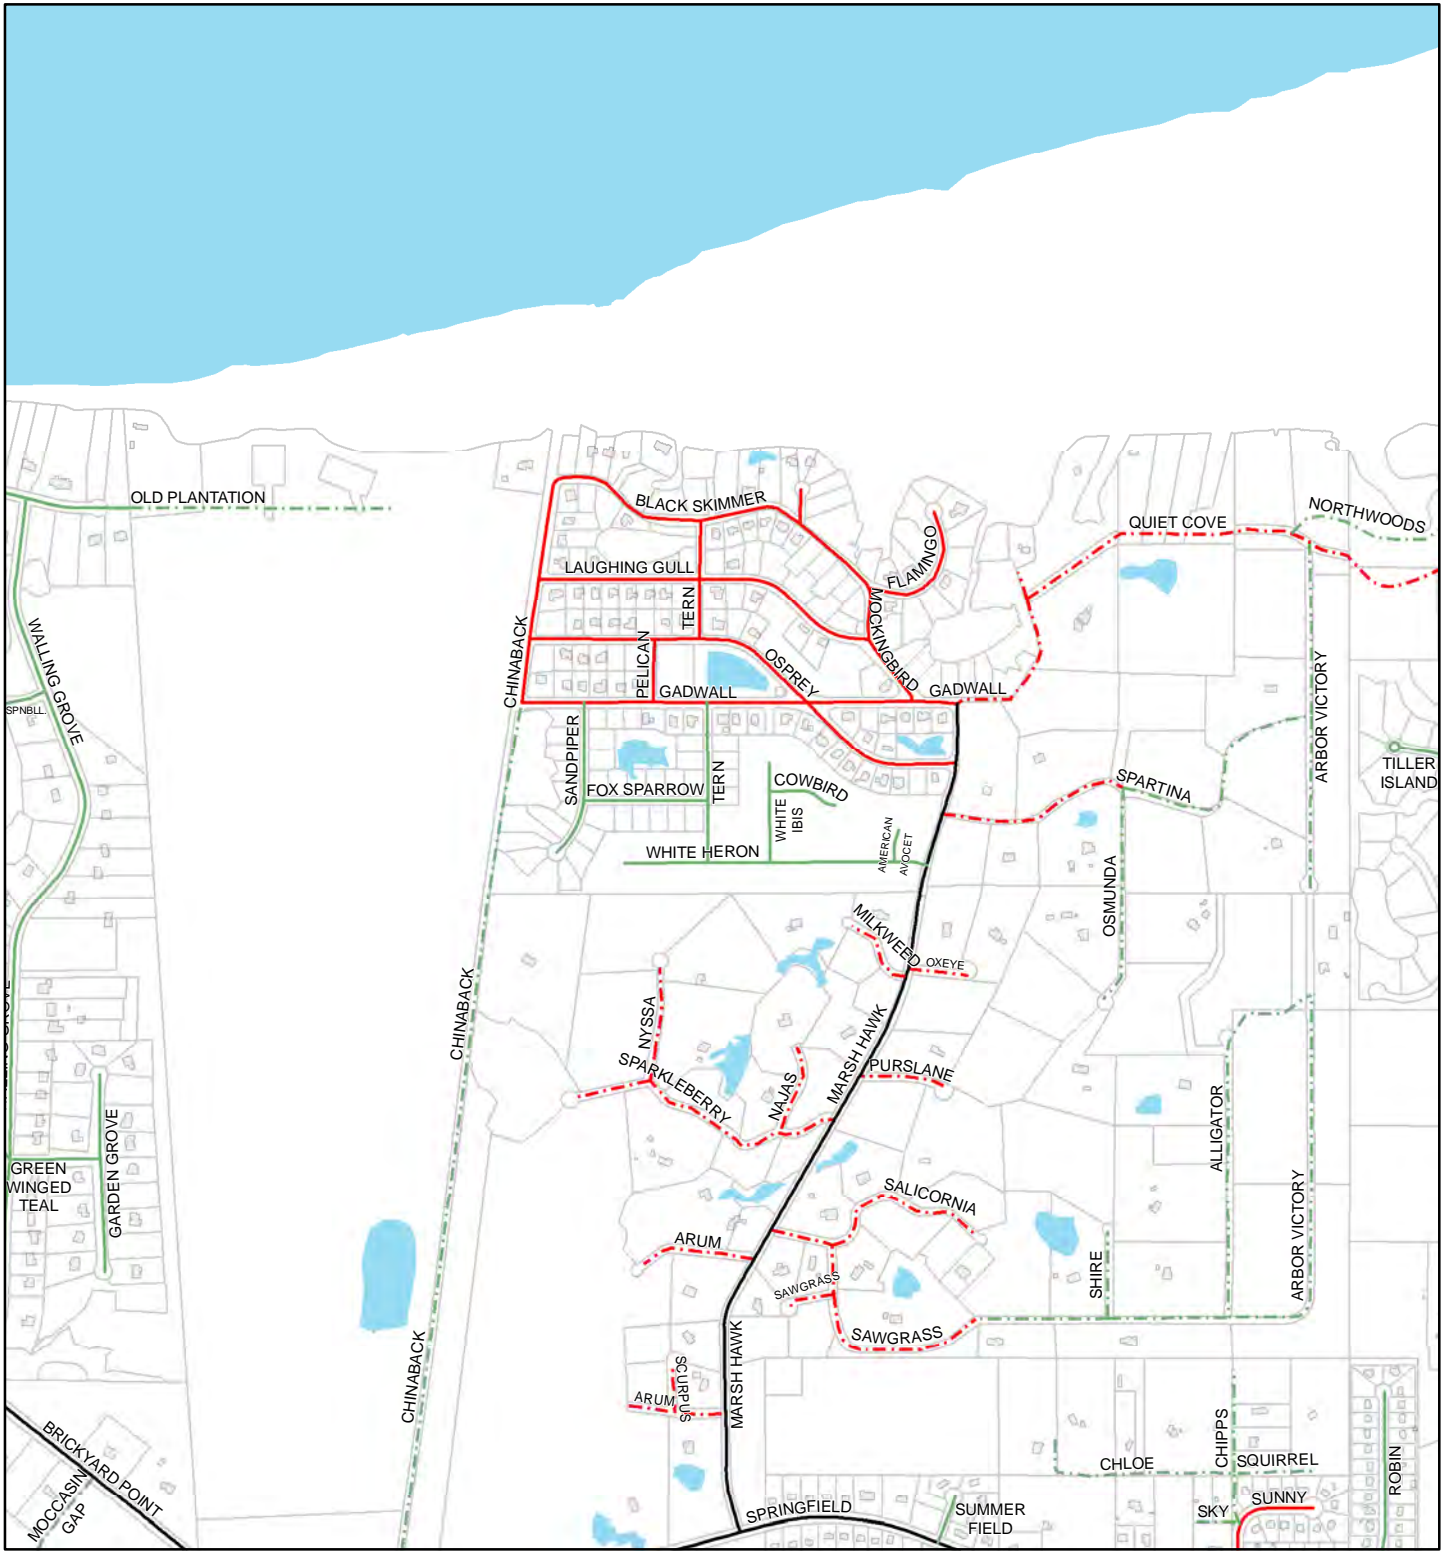 OLD PLANTATION
BLACK SKIMMER
QUIET COVE
NORTHWOODS
FLAMINGO
LAUGHING GULL
TERN
MOCKINGBIRD
CHINABACK
PELICAN
OSPREY
GADWALL
GADWALL
WALLING GROVE
SPNBLL.
ARBOR VICTORY
SANDPIPER
FOX SPARROW
TERN
COWBIRD
WHITE
IBIS
SPARTINA
TILLER
ISLAND
AMERICAN
AVOCET
WHITE HERON
OSMUNDA
MILKWEED
OXEYE
CHINABACK
NYSSA
MARSH HAWK
SPARKLEBERRY
NAJAS
PURSLANE
GARDEN GROVE
ALLIGATOR
GREEN
WINGED
TEAL
SALICORNIA
ARUM
SAWGRASS
SHIRE
ARBOR VICTORY
SAWGRASS
CHINABACK
MARSH HAWK
SCURPUS
ARUM
BRICKYARD POINT
MOCCASIN
GAP
CHLOE
CHIPPS
SQUIRREL
ROBIN
SPRINGFIELD
SUMMER
FIELD
SKY
SUNNY